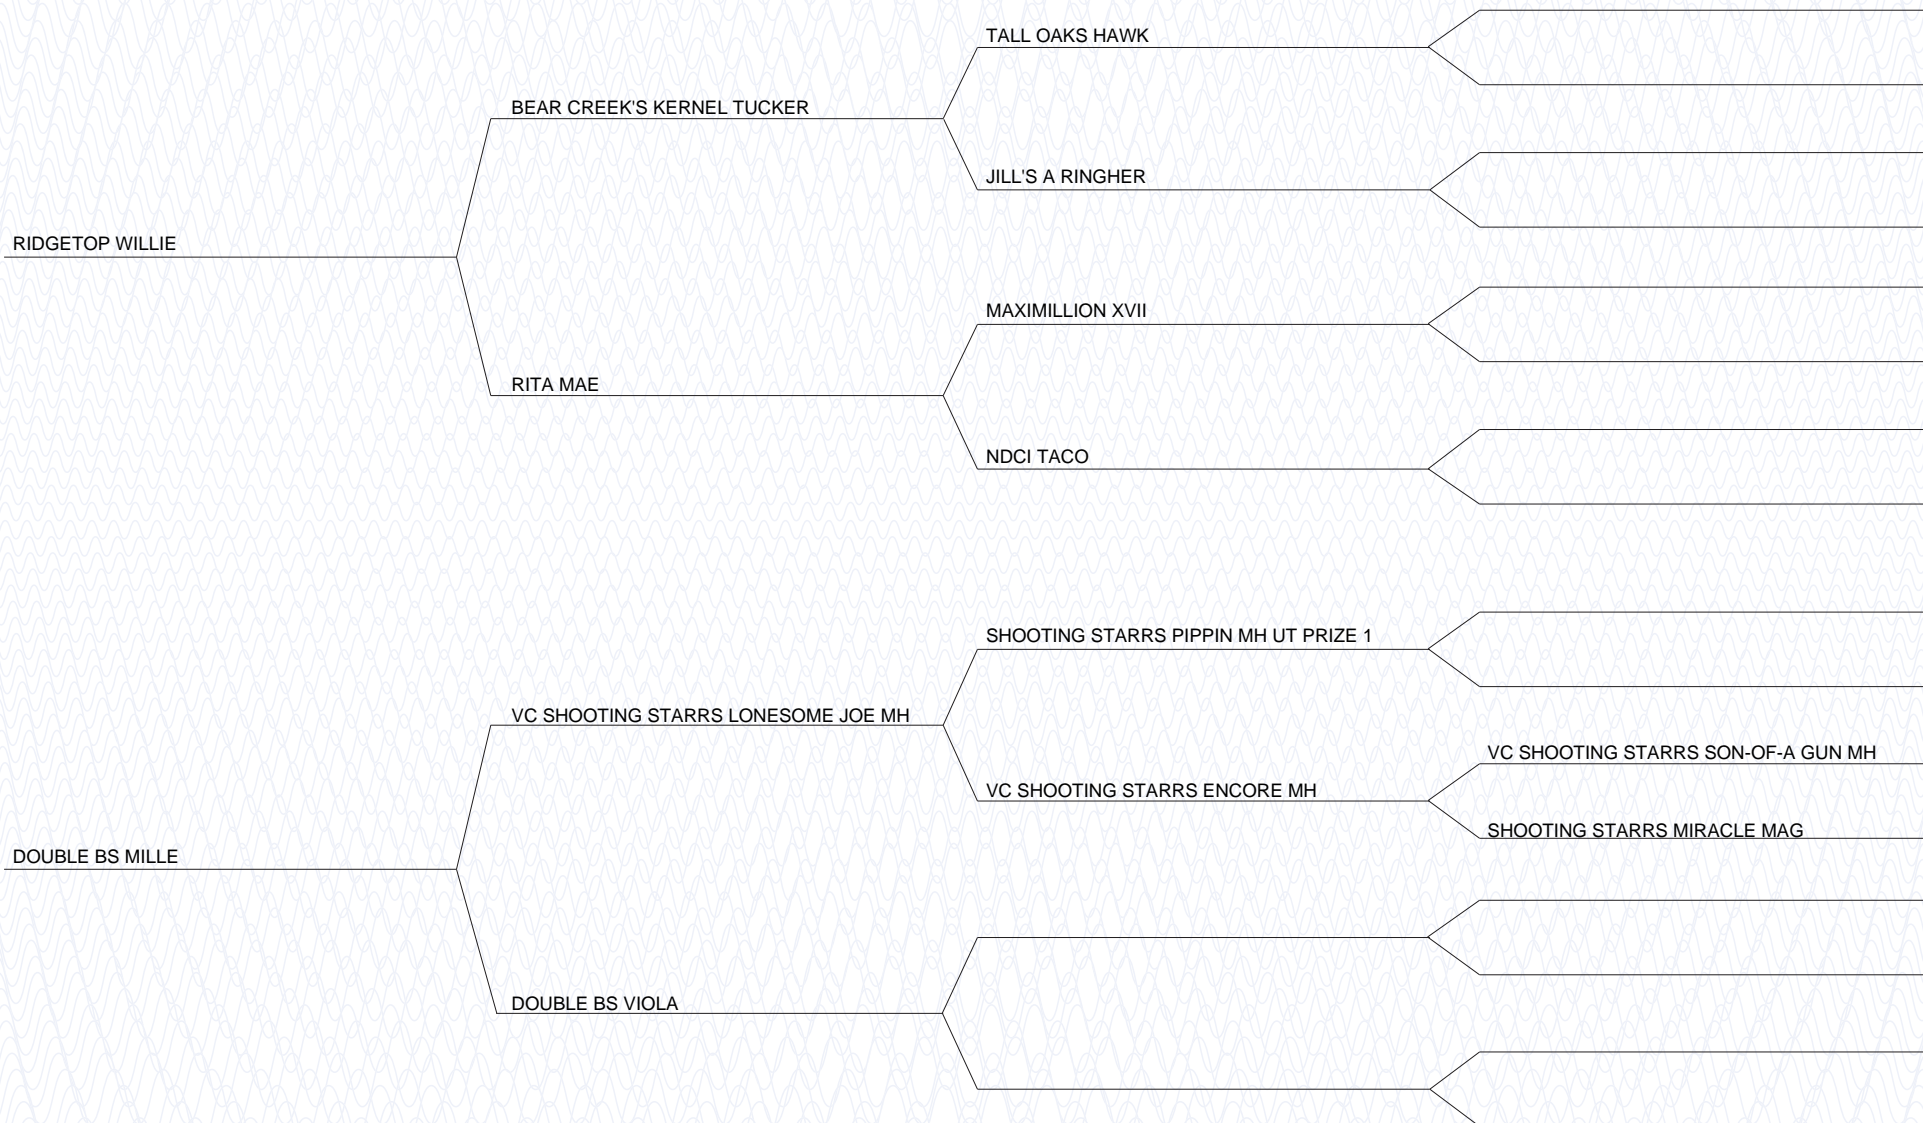 TALL OAKS HAWK
BEAR CREEK'S KERNEL TUCKER
JILL'S A RINGHER
RIDGETOP WILLIE
MAXIMILLION XVII
RITA MAE
NDCI TACO
SHOOTING STARRS PIPPIN MH UT PRIZE 1
VC SHOOTING STARRS LONESOME JOE MH
VC SHOOTING STARRS SON-OF-A GUN MH
VC SHOOTING STARRS ENCORE MH
SHOOTING STARRS MIRACLE MAG
DOUBLE BS MILLE
DOUBLE BS VIOLA